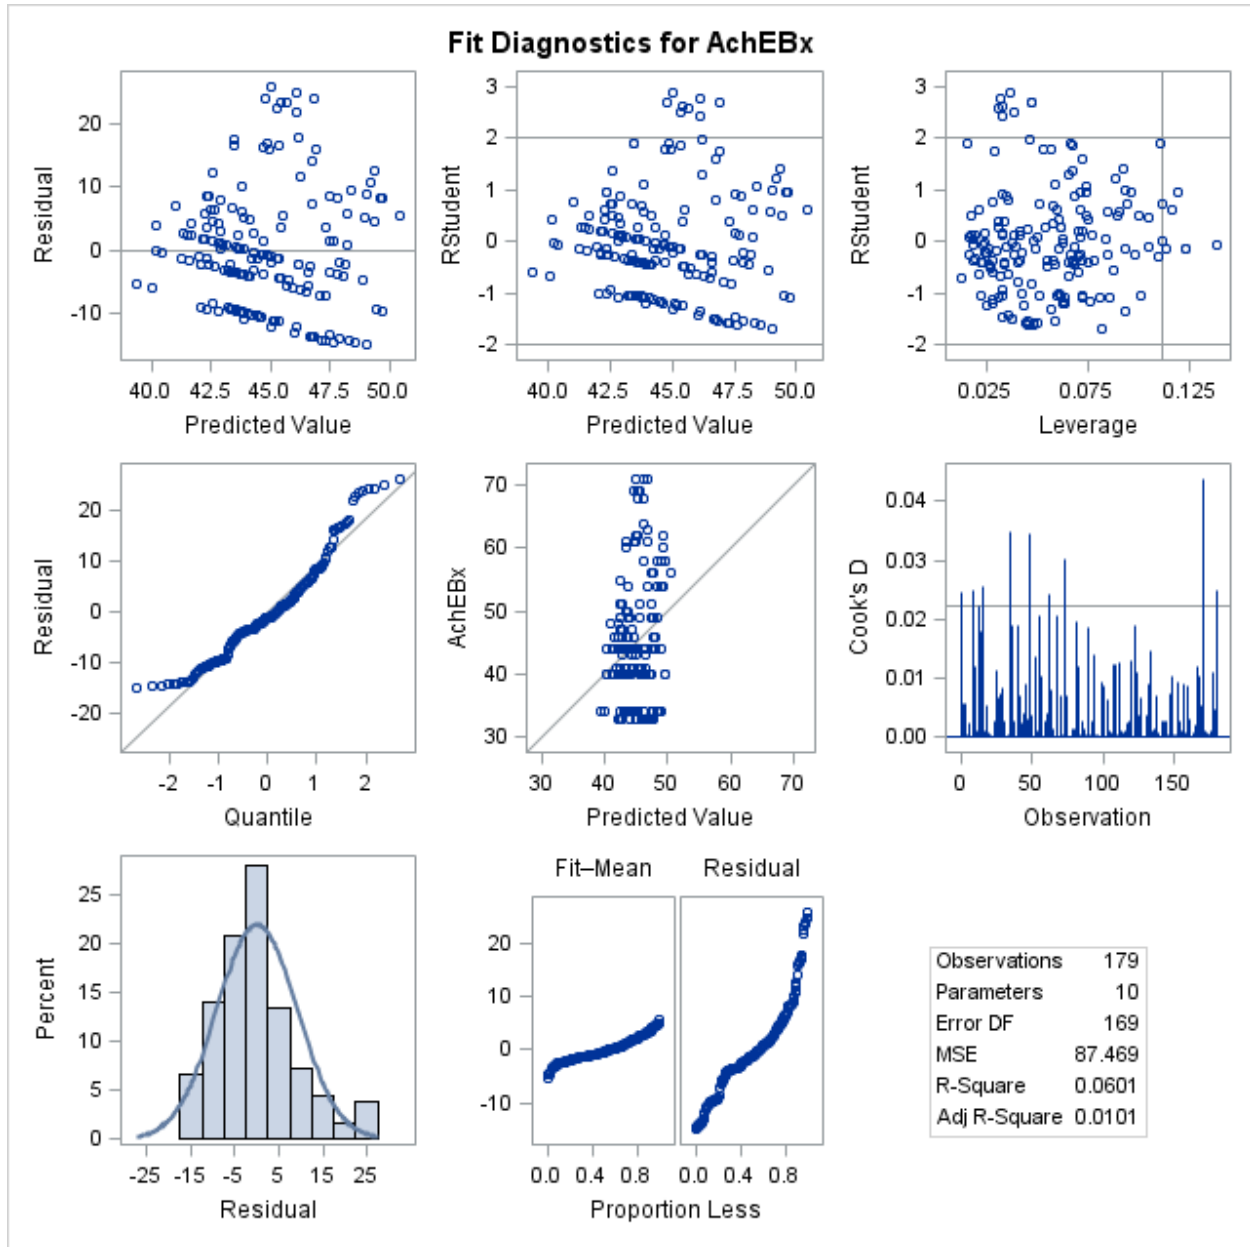 Fit Diagnostics for AchEBx
Residual
20
10
0
-10
40.0 42.5 45.0 47.5 50.0
Predicted Value
RStudent
3
2
1
0
-1
-2
40.0 42.5 45.0 47.5 50.0
Predicted Value
RStudent
3
2
1
0
-1
-2
0.025 0.075 0.125
Leverage
Residual
20
10
0
-10
-20
-2 -1 0 1 2
Quantile
AchEBx
70
60
50
40
30
30 40 50 60 70
Predicted Value
Cook's D
0.04
0.03
0.02
0.01
0.00
0 50 100 150
Observation
Percent
25
20
15
10
5
0
-25 -15 -5 5 15 25
Residual
Fit–Mean Residual
20
10
0
-10
0.0 0.4 0.8 0.0 0.4 0.8
Proportion Less
Observations 179
Parameters 10
Error DF 169
MSE 87.469
R-Square 0.0601
Adj R-Square 0.0101